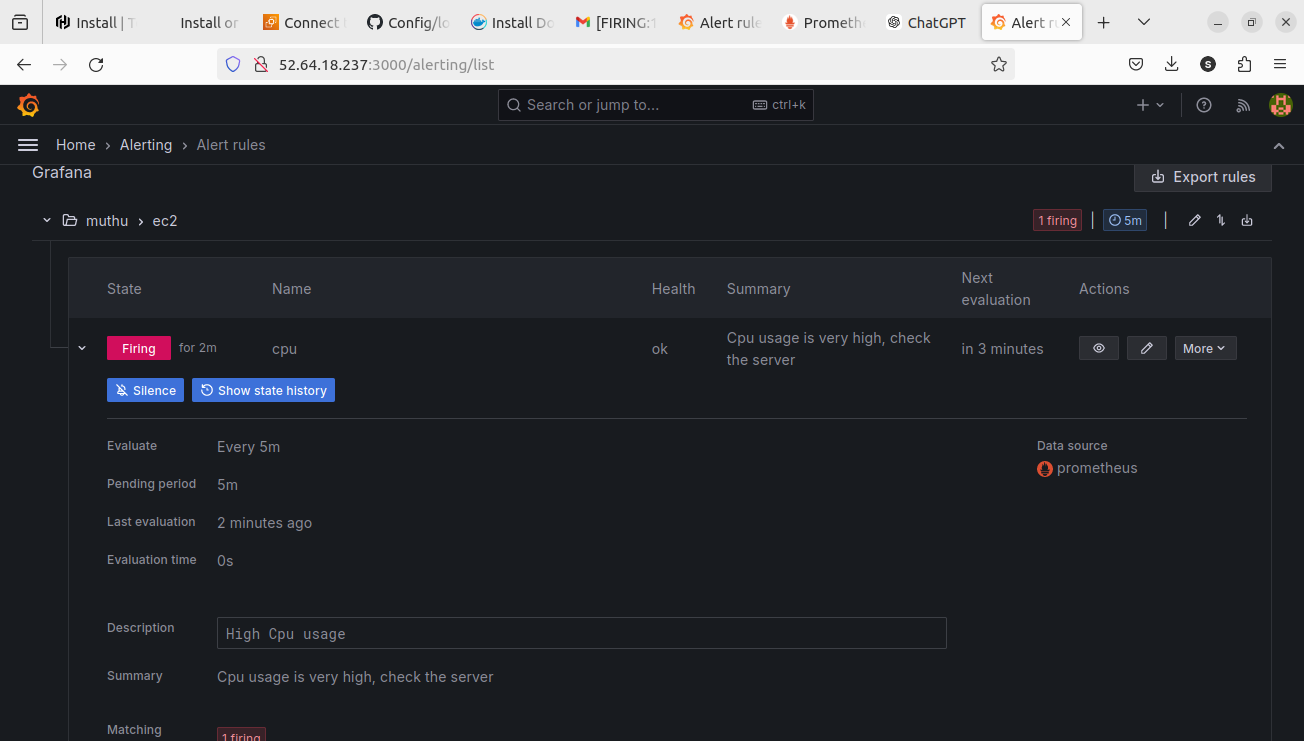 Install | T
Install or
Connect
Config/lo
Install Do
[FIRING:1
Alert rule
Prometh
ChatGPT
Alert ru
52.64.18.237:3000/alerting/list
Search or jump to...
ctrl+k
Home › Alerting › Alert rules
Grafana
Export rules
muthu › ec2
1 firing
5m
State Name Health Summary Next evaluation Actions
Firing for 2m
cpu
ok
Cpu usage is very high, check
the server
in 3 minutes
More
Silence
Show state history
Evaluate Every 5m
Data source
prometheus
Pending period 5m
Last evaluation 2 minutes ago
Evaluation time 0s
Description High Cpu usage
Summary Cpu usage is very high, check the server
Matching 1 firing